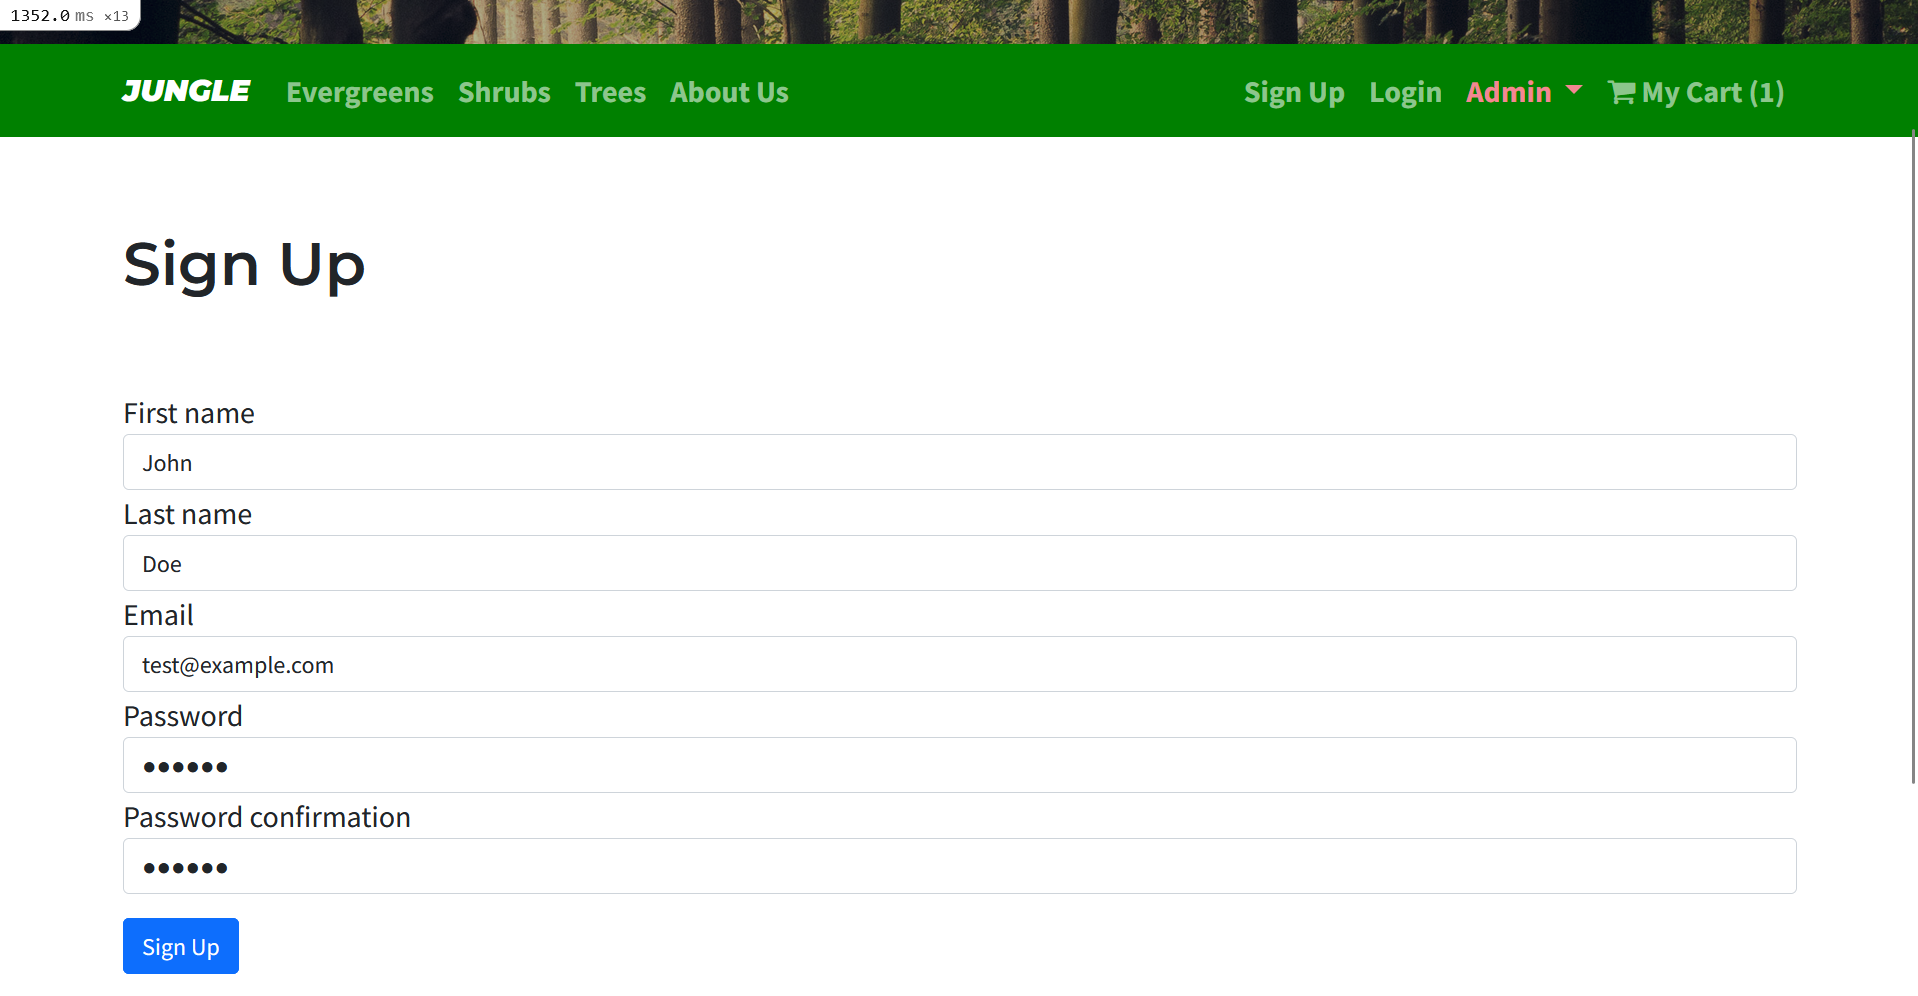 1352.0 ms ×13
JUNGLE Evergreens Shrubs Trees About Us Sign Up Login Admin My Cart (1)
Sign Up
First name
John
Last name
Doe
Email
test@example.com
Password
••••••
Password confirmation
••••••
Sign Up